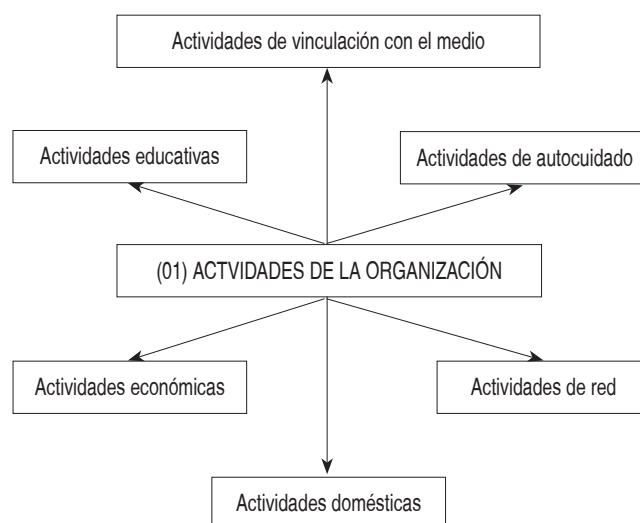 Actividades de vinculación con el medio
Actividades educativas
Actividades de autocuidado
(01) ACTVIDADES DE LA ORGANIZACIÓN
Actividades económicas
Actividades de red
Actividades domésticas